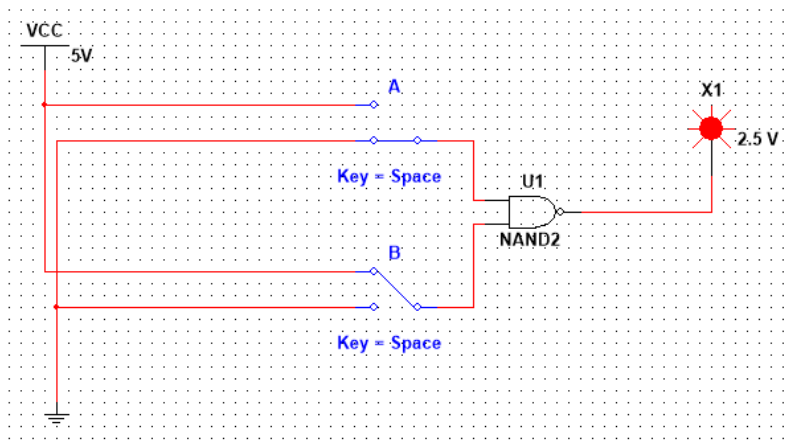 VCC
5V
A
X1
2.5 V
Key = Space
U1
NAND2
B
Key = Space